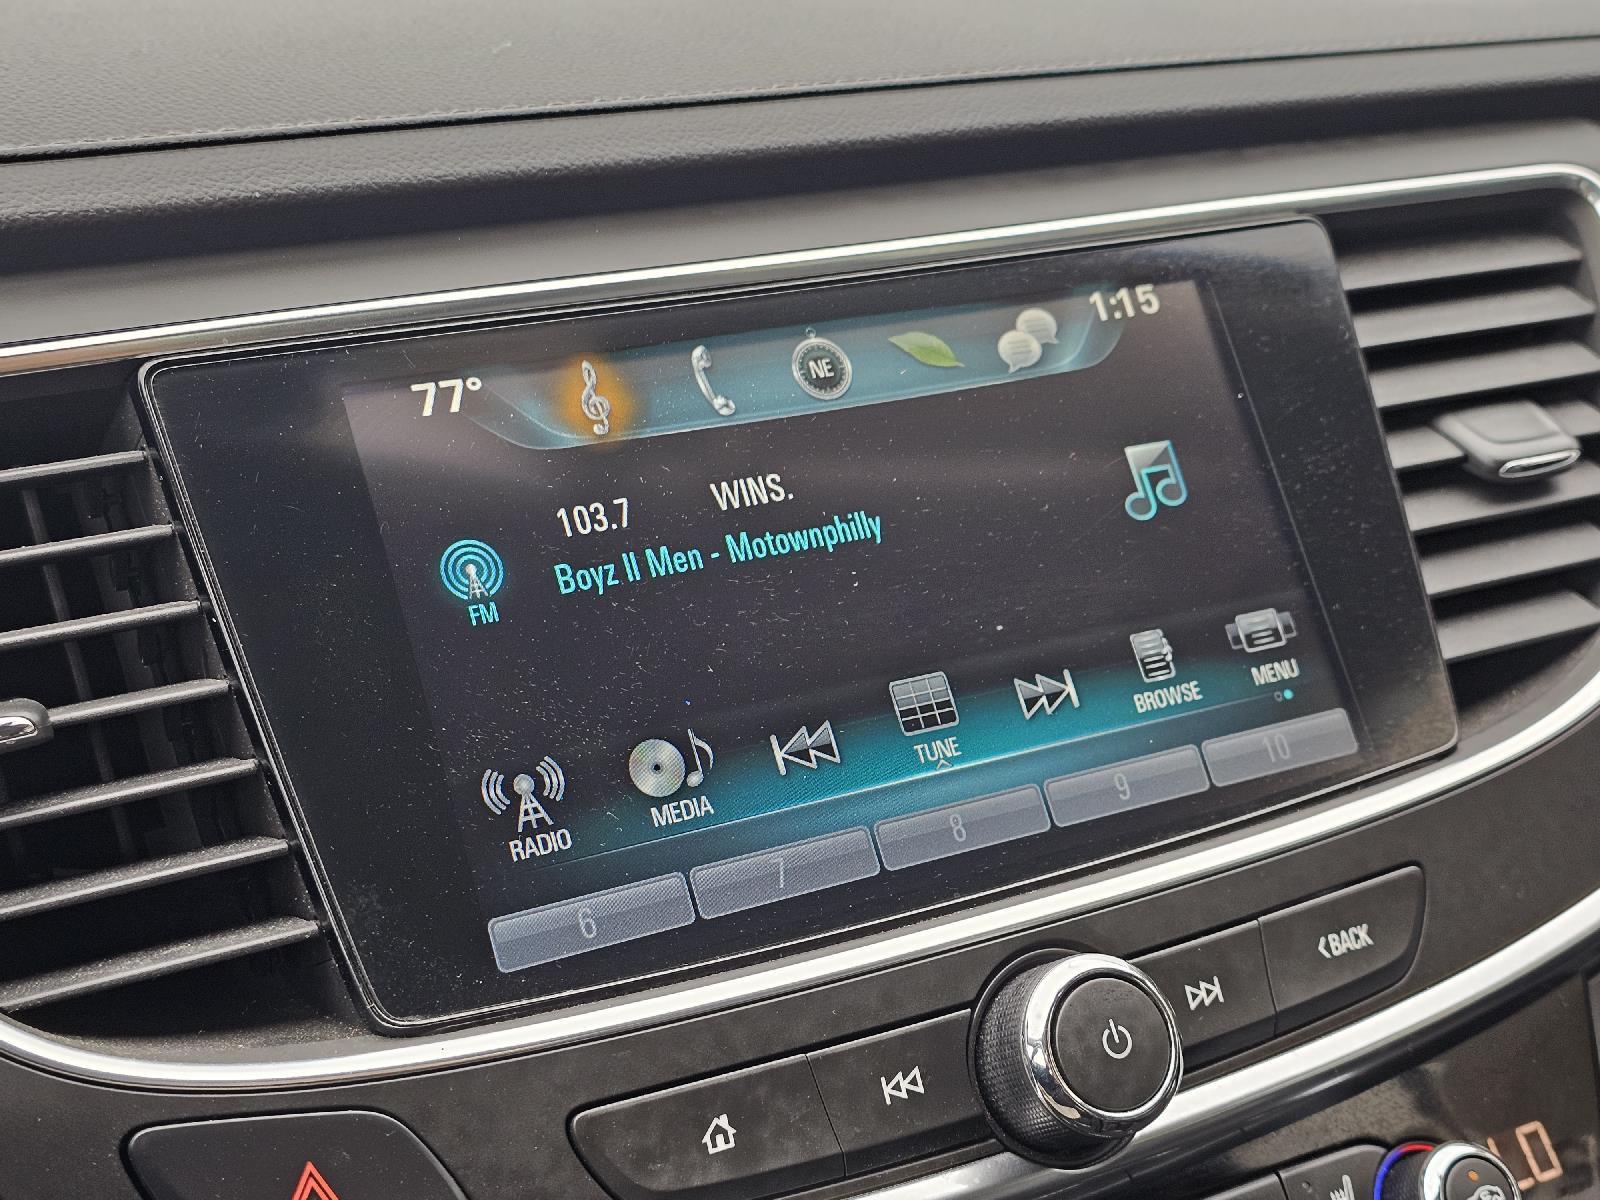 77°
NE
1:15
103.7 WINS.
Boyz II Men - Motownphilly
FM
RADIO
MEDIA
TUNE
BROWSE
MENU
6
7
8
9
10
‹BACK
LO